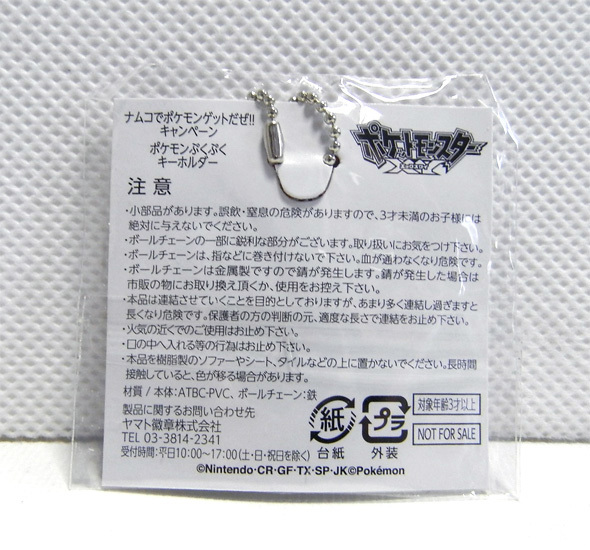 ナムコでポケモンゲットだぜ!!
キャンペーン
ポケモンぷくぷく
キーホルダー
ポケットモンスター
XY
注意
・小部品があります。誤飲・窒息の危険がありますので、3才未満のお子様には
絶対に与えないでください。
・ボールチェーンの一部に鋭利な部分がございます。取り扱いにお気をつけ下さい。
・ボールチェーンは、指などに巻き付けないで下さい。血が通わなくなり危険です。
・ボールチェーンは金属製ですので錆が発生します。錆が発生した場合は
市販の物にお取り換え頂くか、使用をお控え下さい。
・本品は連結させていくことを目的としておりますが、あまり多く連結し過ぎますと
長くなり危険です。保護者の方の判断の元、適度な長さで連結をお止め下さい。
・火気の近くでのご使用はお止め下さい。
・口の中へ入れる等の行為はお止め下さい。
・本品を樹脂製のソファーやシート、タイルなどの上に置かないでください。長時間
接触していると、色が移る場合があります。
材質/本体:ATBC-PVC、ボールチェーン:鉄
製品に関するお問い合わせ先
ヤマト徽章株式会社
TEL 03-3814-2341
受付時間:平日10:00～17:00(土・日・祝日を除く)
紙
台紙
プラ
外装
対象年齢3才以上
NOT FOR SALE
©Nintendo・CR・GF・TX・SP・JK©Pokémon